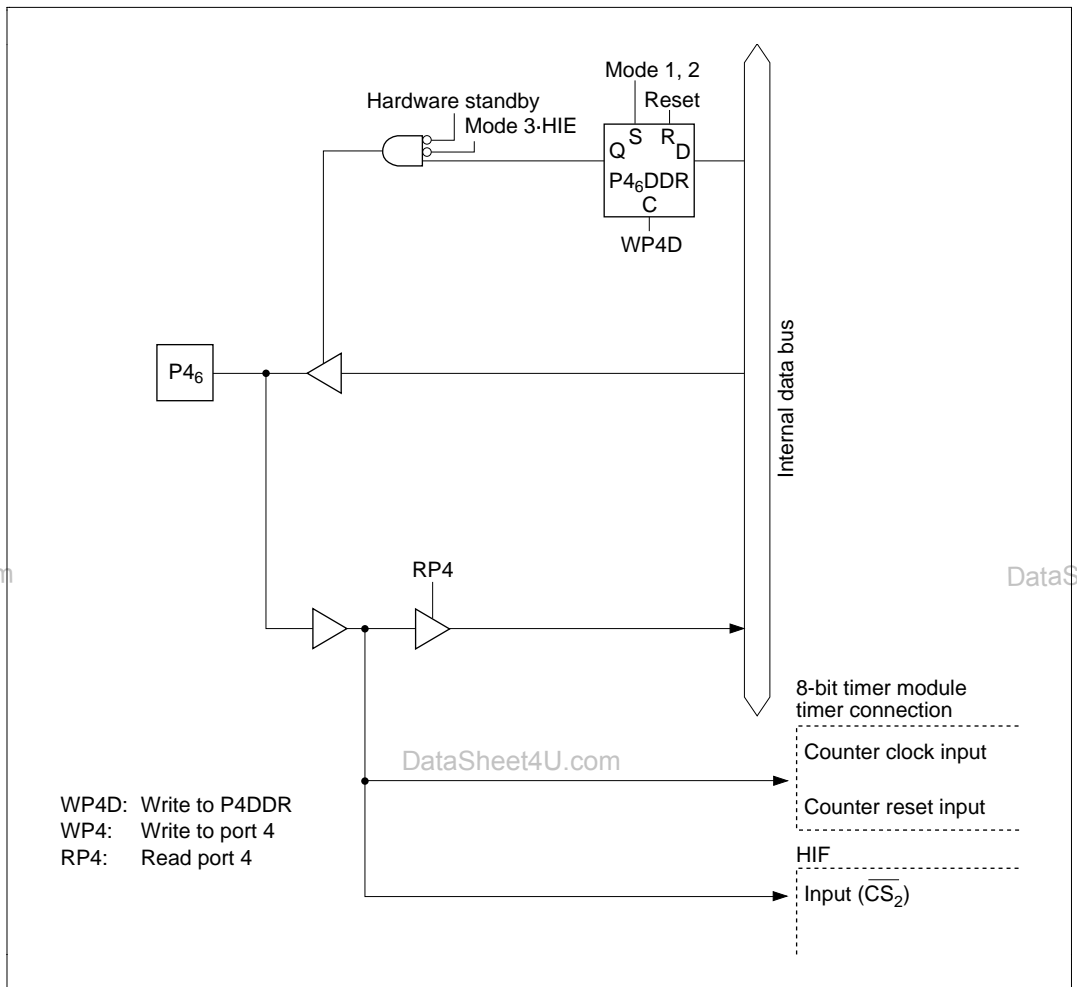 Mode 1, 2
Hardware standby
Reset
Mode 3·HIE
S R
Q D
P4₆DDR
C
WP4D
Internal data bus
P4₆
RP4
m
DataS
8-bit timer module
timer connection
Counter clock input
DataSheet4U.com
Counter reset input
WP4D: Write to P4DDR
WP4: Write to port 4
RP4: Read port 4
HIF
Input (C̅S̅₂)